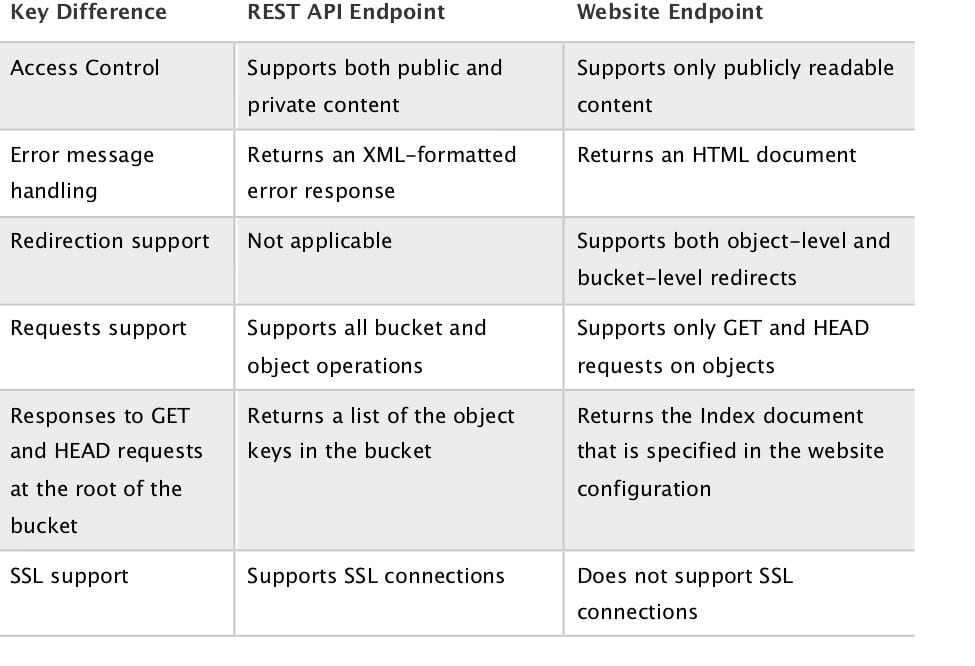 Key Difference
REST API Endpoint
Website Endpoint
Access Control
Supports both public and
private content
Supports only publicly readable
content
Error message
handling
Returns an XML-formatted
error response
Returns an HTML document
Redirection support
Not applicable
Supports both object-level and
bucket-level redirects
Requests support
Supports all bucket and
object operations
Supports only GET and HEAD
requests on objects
Responses to GET
and HEAD requests
at the root of the
bucket
Returns a list of the object
keys in the bucket
Returns the Index document
that is specified in the website
configuration
SSL support
Supports SSL connections
Does not support SSL
connections